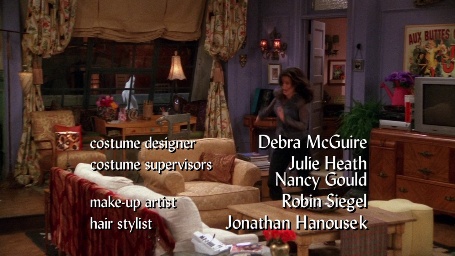 AUX BUTTES
costume designer Debra McGuire
costume supervisors Julie Heath
Nancy Gould
make-up artist Robin Siegel
hair stylist Jonathan Hanousek